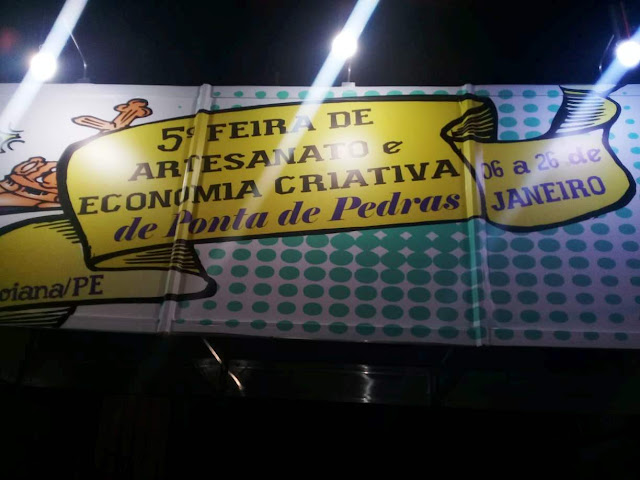 5ª FEIRA DE
ARTESANATO e
ECONOMIA CRIATIVA
de Ponta de Pedras
06 a 26 de
JANEIRO
oiana/PE